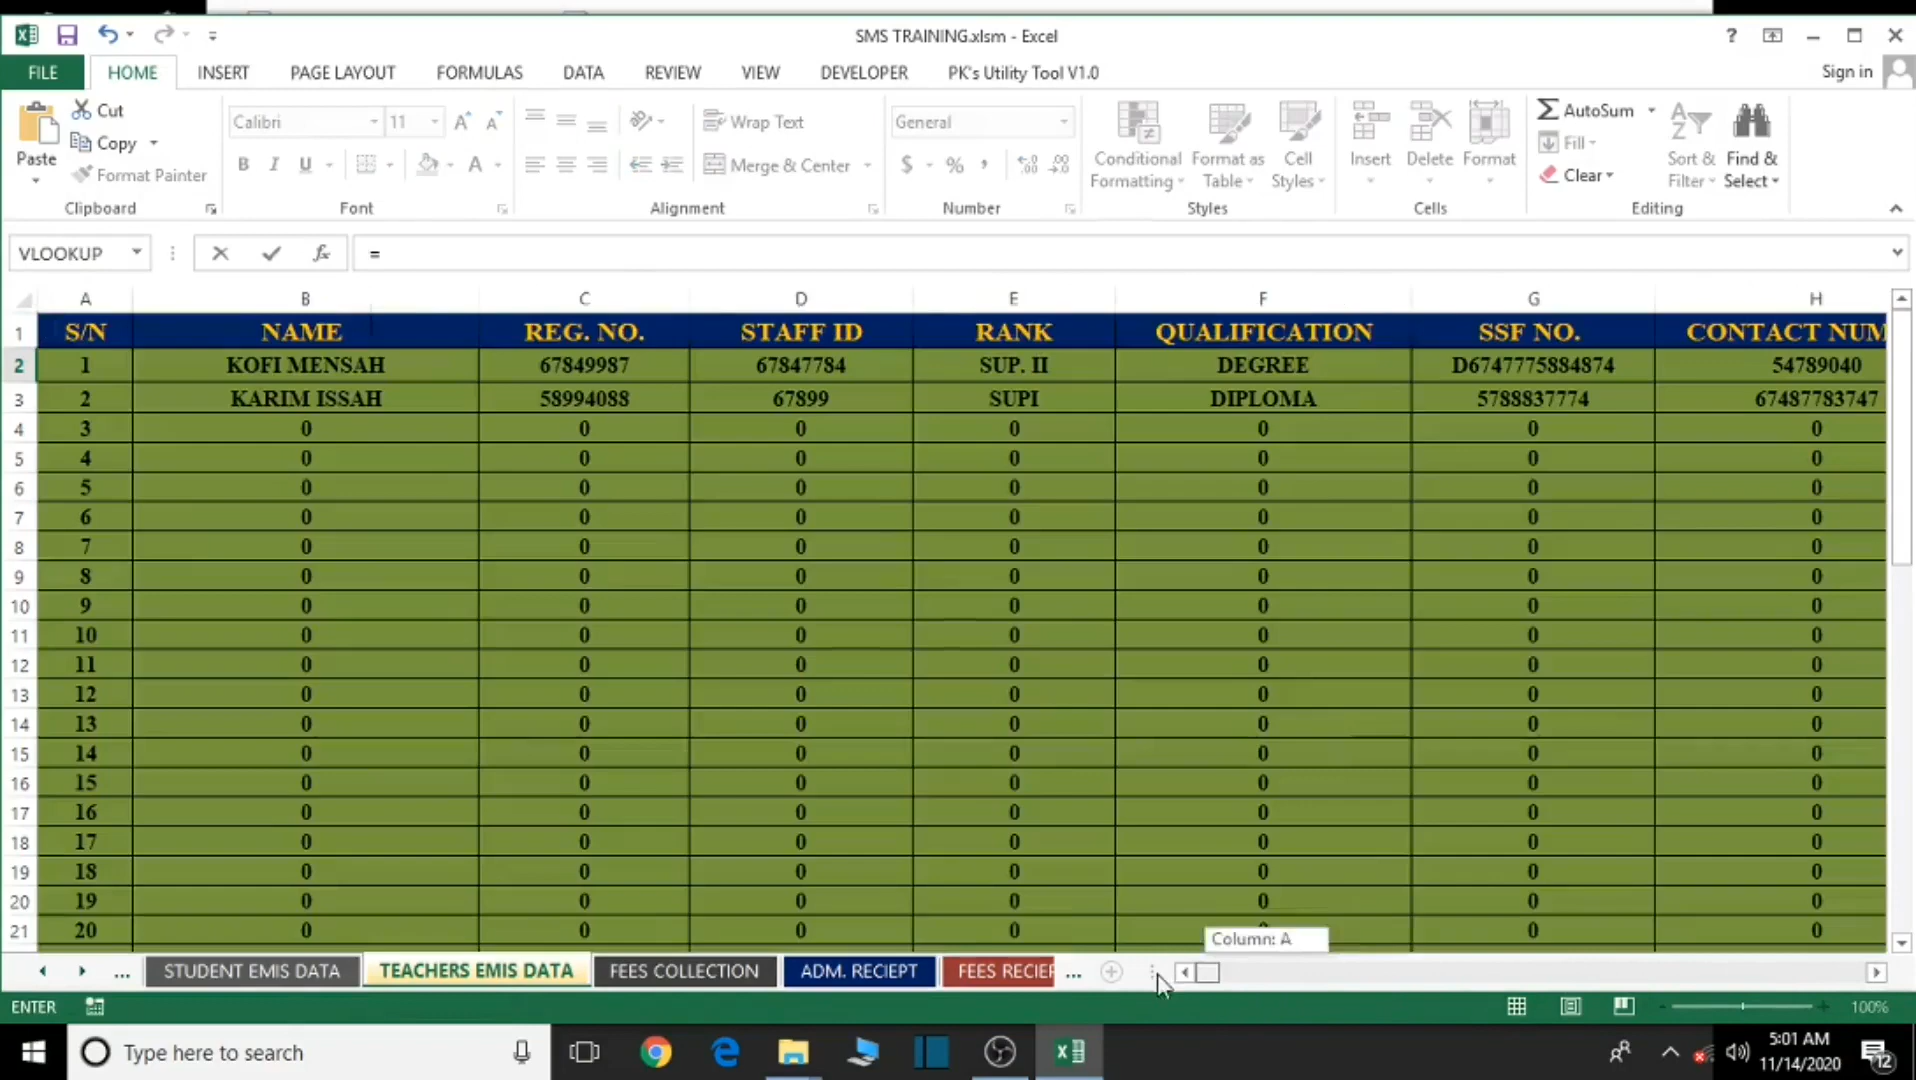 SMS TRAINING.xlsm - Excel
?
FILE HOME INSERT PAGE LAYOUT FORMULAS DATA REVIEW VIEW DEVELOPER PK's Utility Tool V1.0 Sign in
Paste
Cut
Copy
Format Painter
Clipboard
Calibri 11
B I U A
Font
Wrap Text
Merge & Center
Alignment
General
$ % ,
Number
Conditional Formatting
Format as Table
Cell Styles
Styles
Insert
Delete
Format
Cells
AutoSum
Fill
Clear
Sort & Filter
Find & Select
Editing
VLOOKUP fx =
A B C D E F G H
1 S/N NAME REG. NO. STAFF ID RANK QUALIFICATION SSF NO. CONTACT NUM
2 1 KOFI MENSAH 67849987 67847784 SUP. II DEGREE D6747775884874 54789040
3 2 KARIM ISSAH 58994088 67899 SUPI DIPLOMA 5788837774 67487783747
4 3 0 0 0 0 0 0 0
5 4 0 0 0 0 0 0 0
6 5 0 0 0 0 0 0 0
7 6 0 0 0 0 0 0 0
8 7 0 0 0 0 0 0 0
9 8 0 0 0 0 0 0 0
10 9 0 0 0 0 0 0 0
11 10 0 0 0 0 0 0 0
12 11 0 0 0 0 0 0 0
13 12 0 0 0 0 0 0 0
14 13 0 0 0 0 0 0 0
15 14 0 0 0 0 0 0 0
16 15 0 0 0 0 0 0 0
17 16 0 0 0 0 0 0 0
18 17 0 0 0 0 0 0 0
19 18 0 0 0 0 0 0 0
20 19 0 0 0 0 0 0 0
21 20 0 0 0 0 0 0
Column: A
... STUDENT EMIS DATA TEACHERS EMIS DATA FEES COLLECTION ADM. RECIEPT FEES RECIEP ...
ENTER 100%
Type here to search
5:01 AM
11/14/2020
12